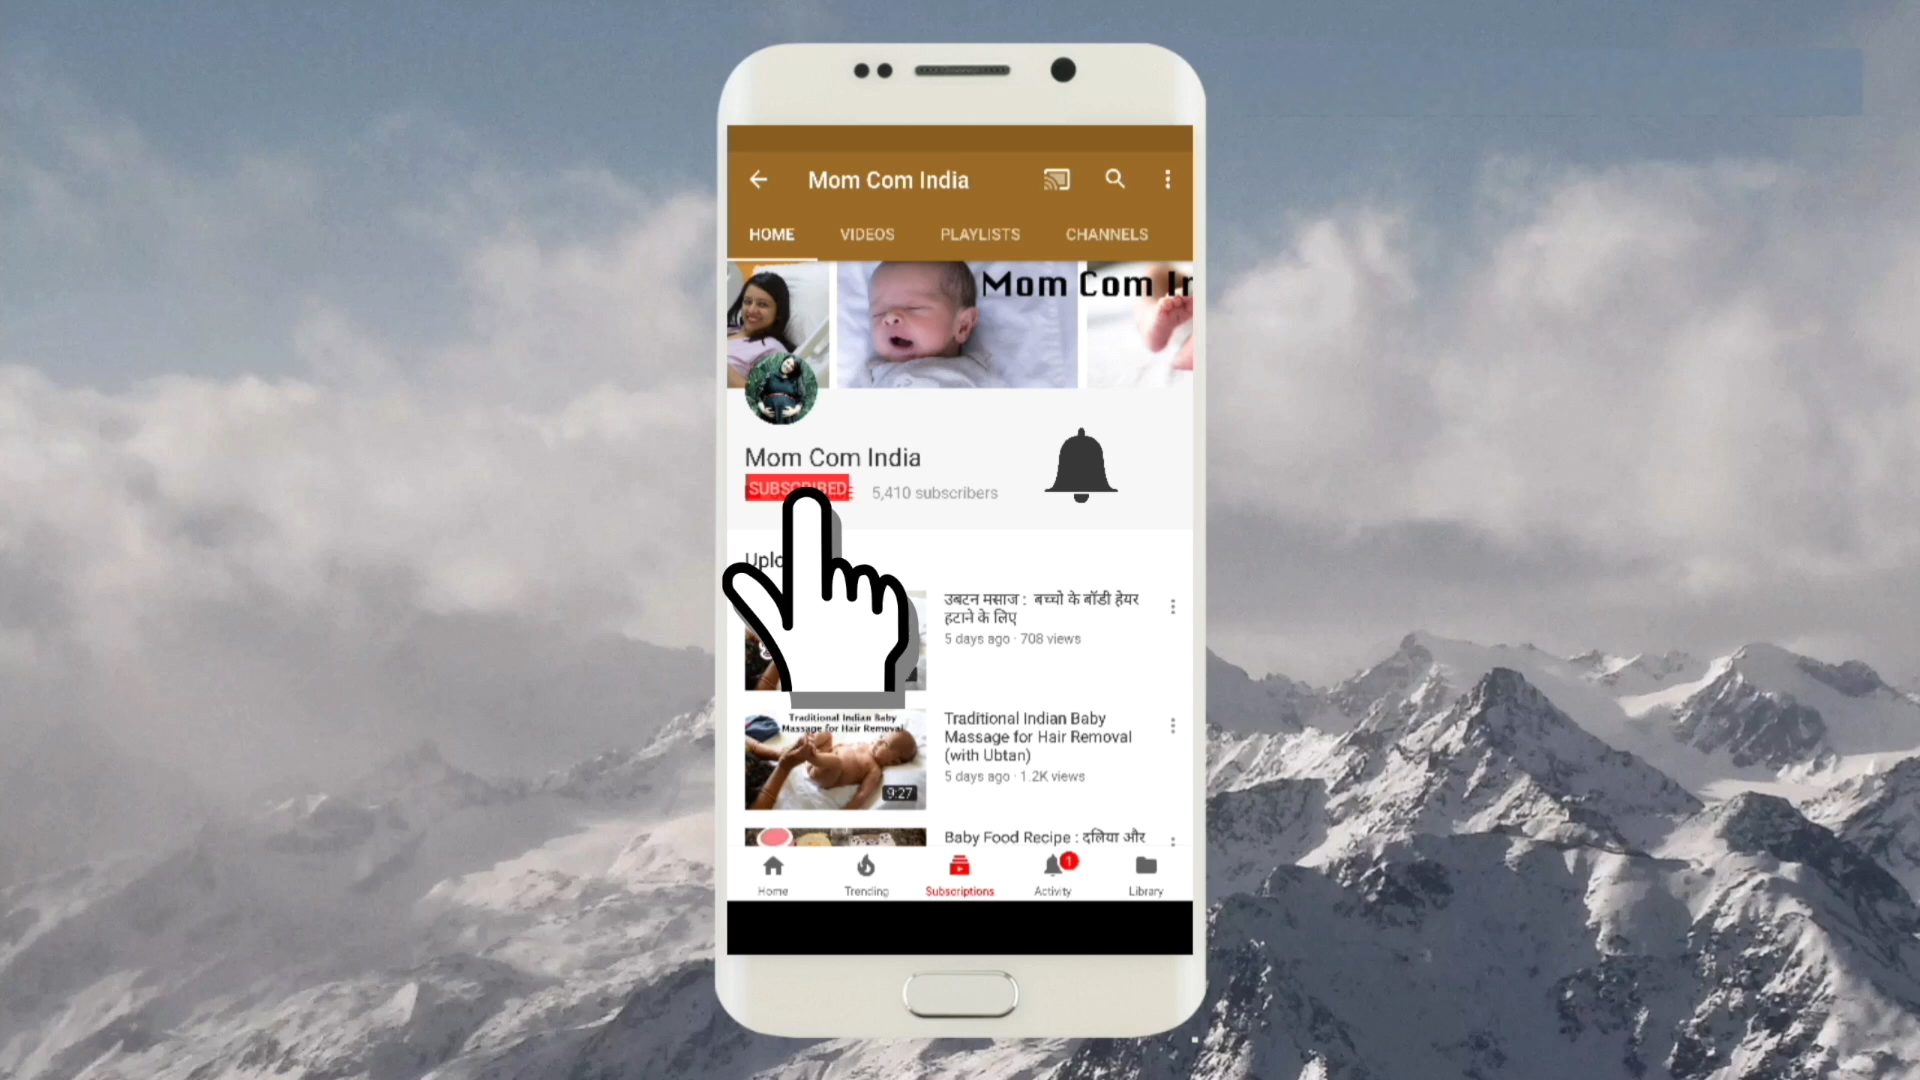 Mom Com India
HOME VIDEOS PLAYLISTS CHANNELS
Mom Com In
Mom Com India
SUBSCRIBED 5,410 subscribers
Uplo
उबटन मसाज : बच्चो के बॉडी हेयर
हटाने के लिए
5 days ago · 708 views
Traditional Indian Baby
Massage for Hair Removal
9:27
Traditional Indian Baby
Massage for Hair Removal
(with Ubtan)
5 days ago · 1.2K views
Baby Food Recipe : दलिया और
1
Home Trending Subscriptions Activity Library